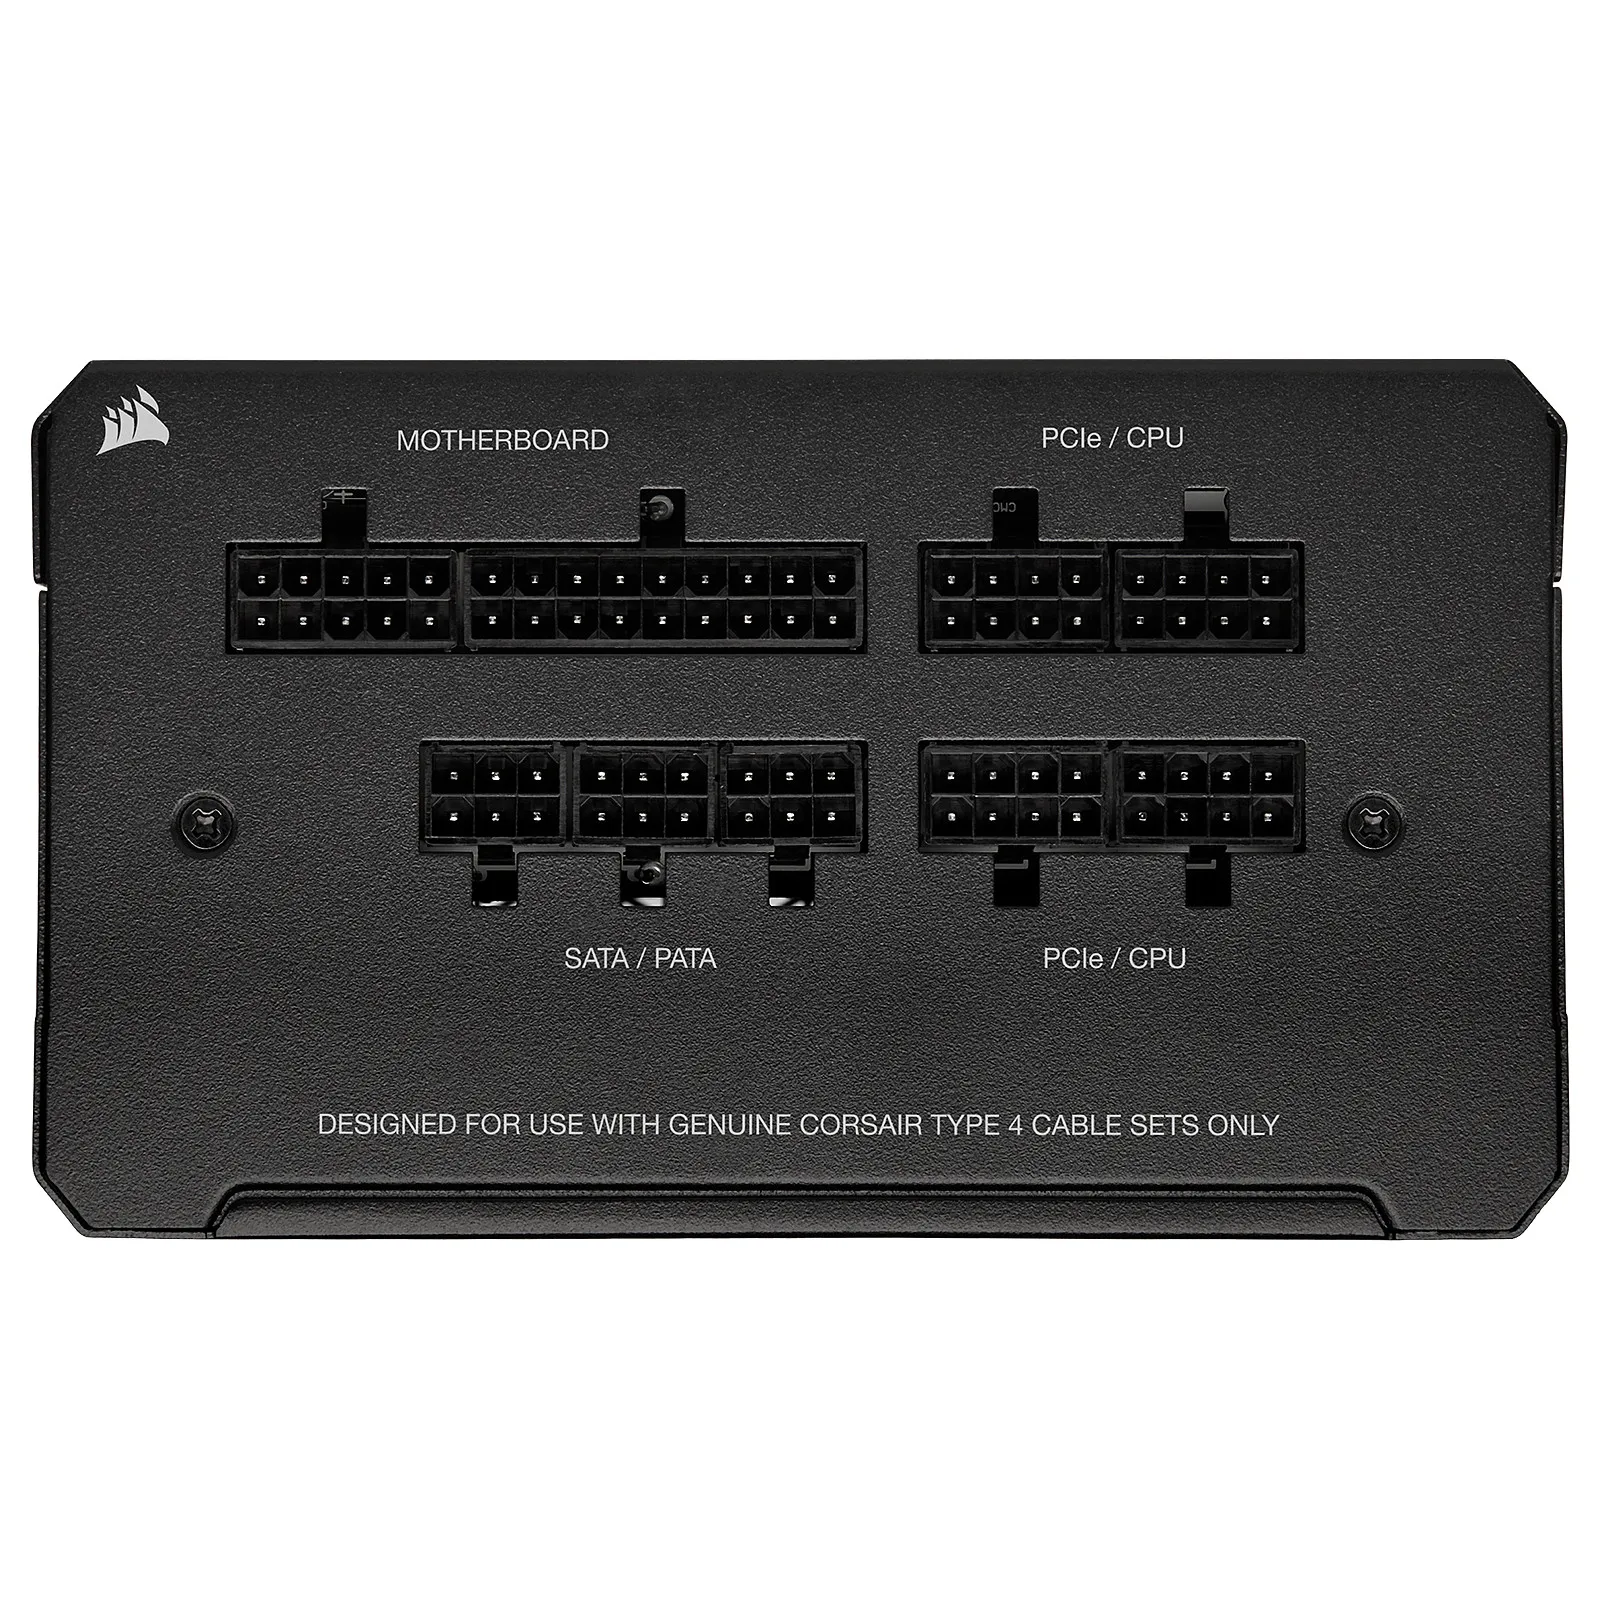 MOTHERBOARD
PCIe / CPU
SATA / PATA
PCIe / CPU
DESIGNED FOR USE WITH GENUINE CORSAIR TYPE 4 CABLE SETS ONLY